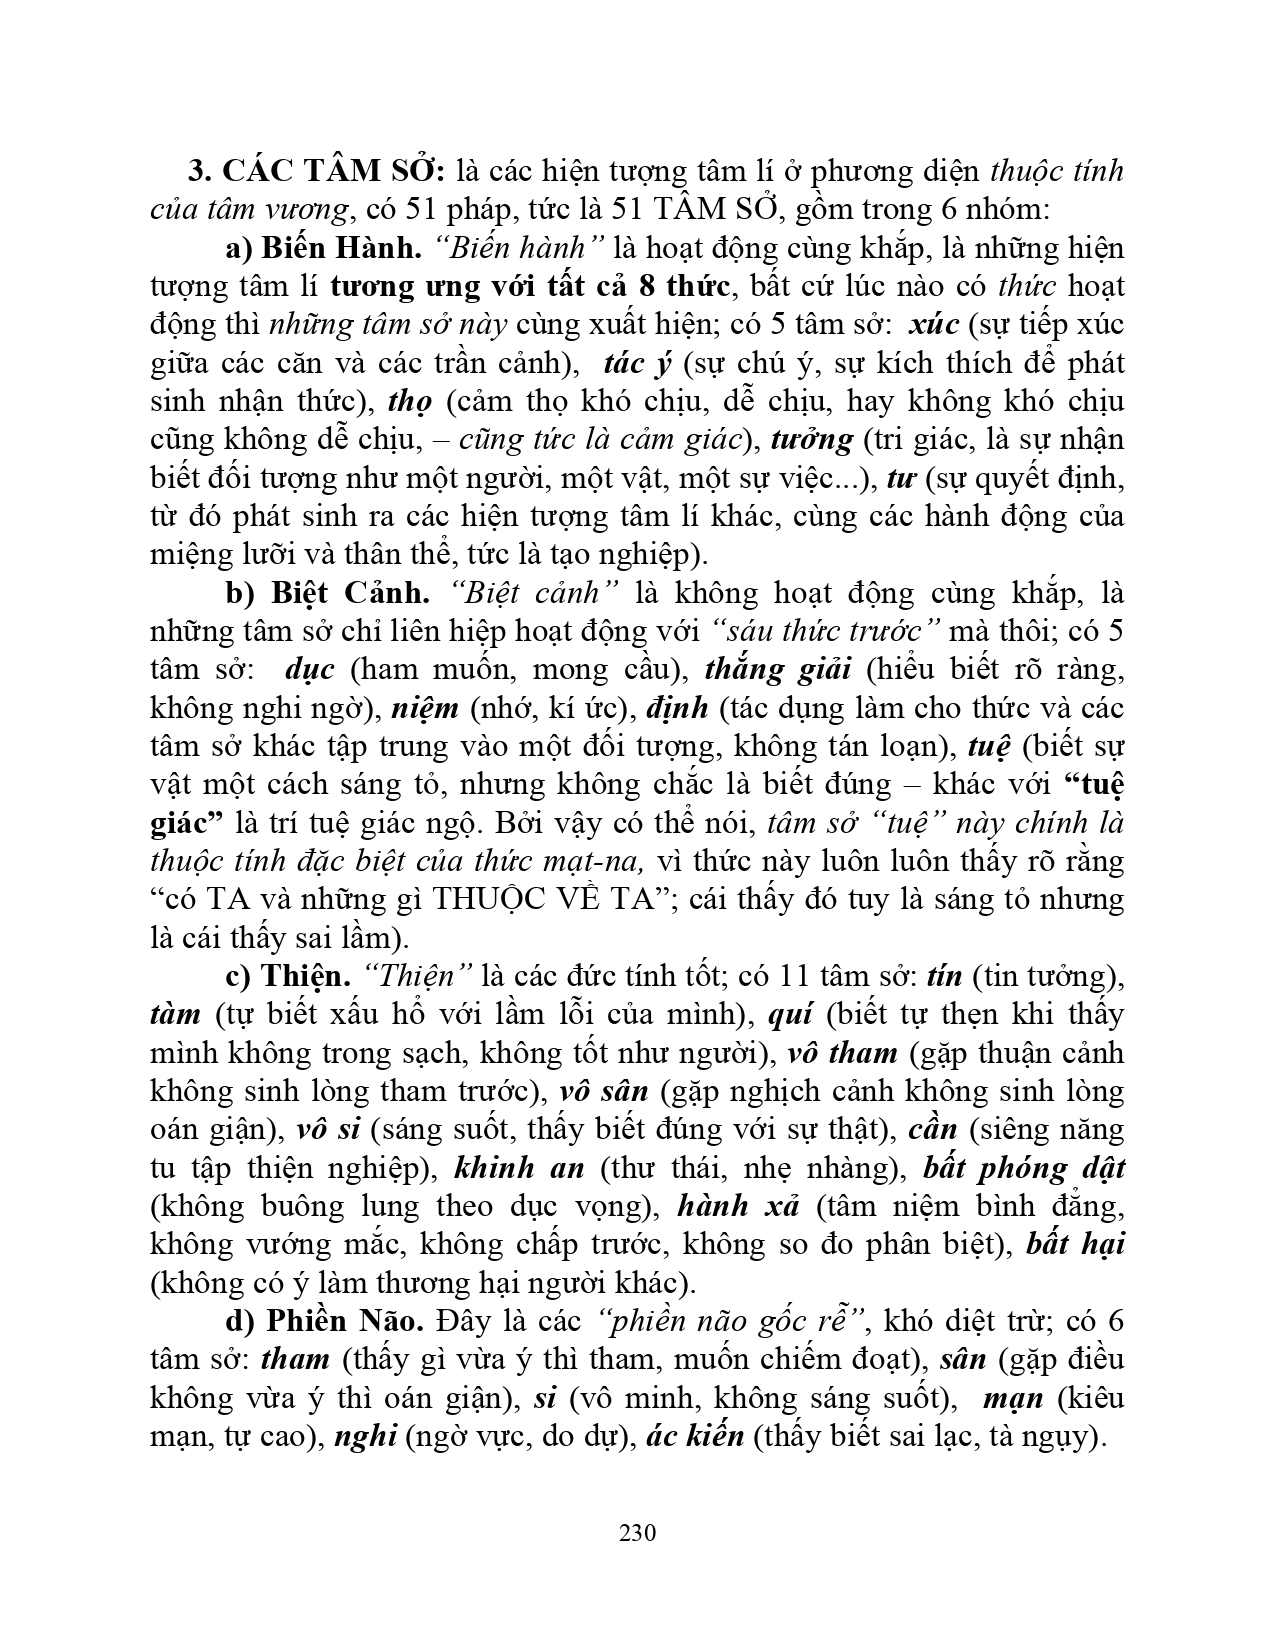 3. CÁC TÂM SỞ: là các hiện tượng tâm lí ở phương diện thuộc tính
của tâm vương, có 51 pháp, tức là 51 TÂM SỞ, gồm trong 6 nhóm:
a) Biến Hành. “Biến hành” là hoạt động cùng khắp, là những hiện
tượng tâm lí tương ưng với tất cả 8 thức, bất cứ lúc nào có thức hoạt
động thì những tâm sở này cùng xuất hiện; có 5 tâm sở: xúc (sự tiếp xúc
giữa các căn và các trần cảnh), tác ý (sự chú ý, sự kích thích để phát
sinh nhận thức), thọ (cảm thọ khó chịu, dễ chịu, hay không khó chịu
cũng không dễ chịu, – cũng tức là cảm giác), tưởng (tri giác, là sự nhận
biết đối tượng như một người, một vật, một sự việc...), tư (sự quyết định,
từ đó phát sinh ra các hiện tượng tâm lí khác, cùng các hành động của
miệng lưỡi và thân thể, tức là tạo nghiệp).
b) Biệt Cảnh. “Biệt cảnh” là không hoạt động cùng khắp, là
những tâm sở chỉ liên hiệp hoạt động với “sáu thức trước” mà thôi; có 5
tâm sở: dục (ham muốn, mong cầu), thắng giải (hiểu biết rõ ràng,
không nghi ngờ), niệm (nhớ, kí ức), định (tác dụng làm cho thức và các
tâm sở khác tập trung vào một đối tượng, không tán loạn), tuệ (biết sự
vật một cách sáng tỏ, nhưng không chắc là biết đúng – khác với “tuệ
giác” là trí tuệ giác ngộ. Bởi vậy có thể nói, tâm sở “tuệ” này chính là
thuộc tính đặc biệt của thức mạt-na, vì thức này luôn luôn thấy rõ rằng
“có TA và những gì THUỘC VỀ TA”; cái thấy đó tuy là sáng tỏ nhưng
là cái thấy sai lầm).
c) Thiện. “Thiện” là các đức tính tốt; có 11 tâm sở: tín (tin tưởng),
tàm (tự biết xấu hổ với lầm lỗi của mình), quí (biết tự thẹn khi thấy
mình không trong sạch, không tốt như người), vô tham (gặp thuận cảnh
không sinh lòng tham trước), vô sân (gặp nghịch cảnh không sinh lòng
oán giận), vô si (sáng suốt, thấy biết đúng với sự thật), cần (siêng năng
tu tập thiện nghiệp), khinh an (thư thái, nhẹ nhàng), bất phóng dật
(không buông lung theo dục vọng), hành xả (tâm niệm bình đẳng,
không vướng mắc, không chấp trước, không so đo phân biệt), bất hại
(không có ý làm thương hại người khác).
d) Phiền Não. Đây là các “phiền não gốc rễ”, khó diệt trừ; có 6
tâm sở: tham (thấy gì vừa ý thì tham, muốn chiếm đoạt), sân (gặp điều
không vừa ý thì oán giận), si (vô minh, không sáng suốt), mạn (kiêu
mạn, tự cao), nghi (ngờ vực, do dự), ác kiến (thấy biết sai lạc, tà ngụy).
230